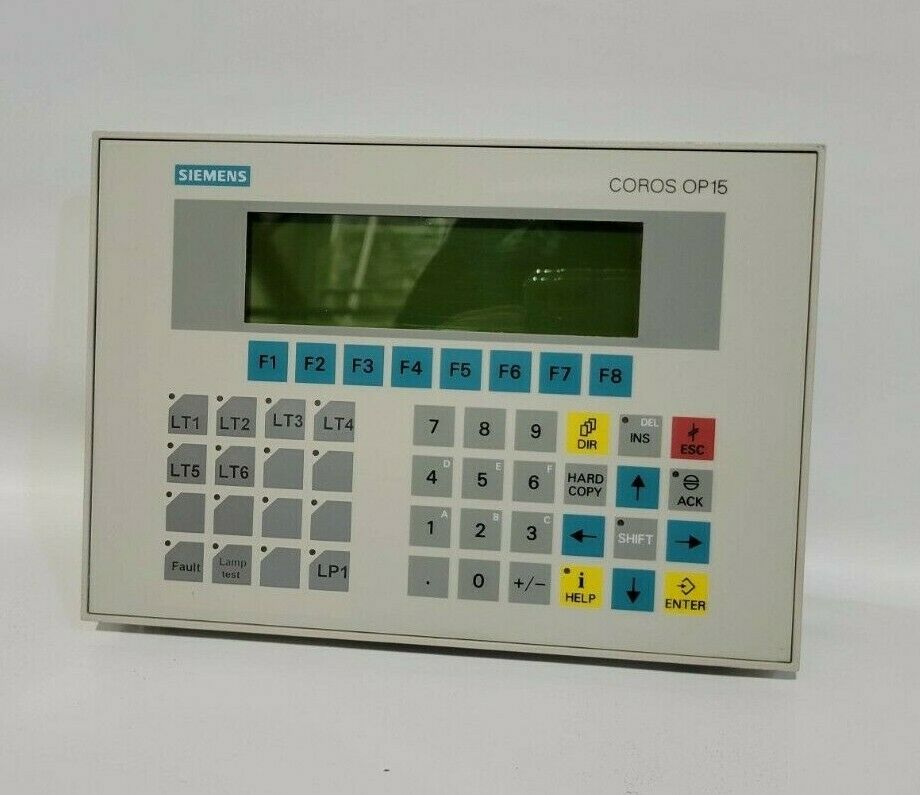 SIEMENS
COROS OP15
F1 F2 F3 F4 F5 F6 F7 F8
LT1 LT2 LT3 LT4
LT5 LT6
Fault Lamp test LP1
7 8 9 DIR DEL INS ESC
4 D 5 E 6 F HARD COPY ACK
1 A 2 B 3 C SHIFT
. 0 +/- i HELP ENTER